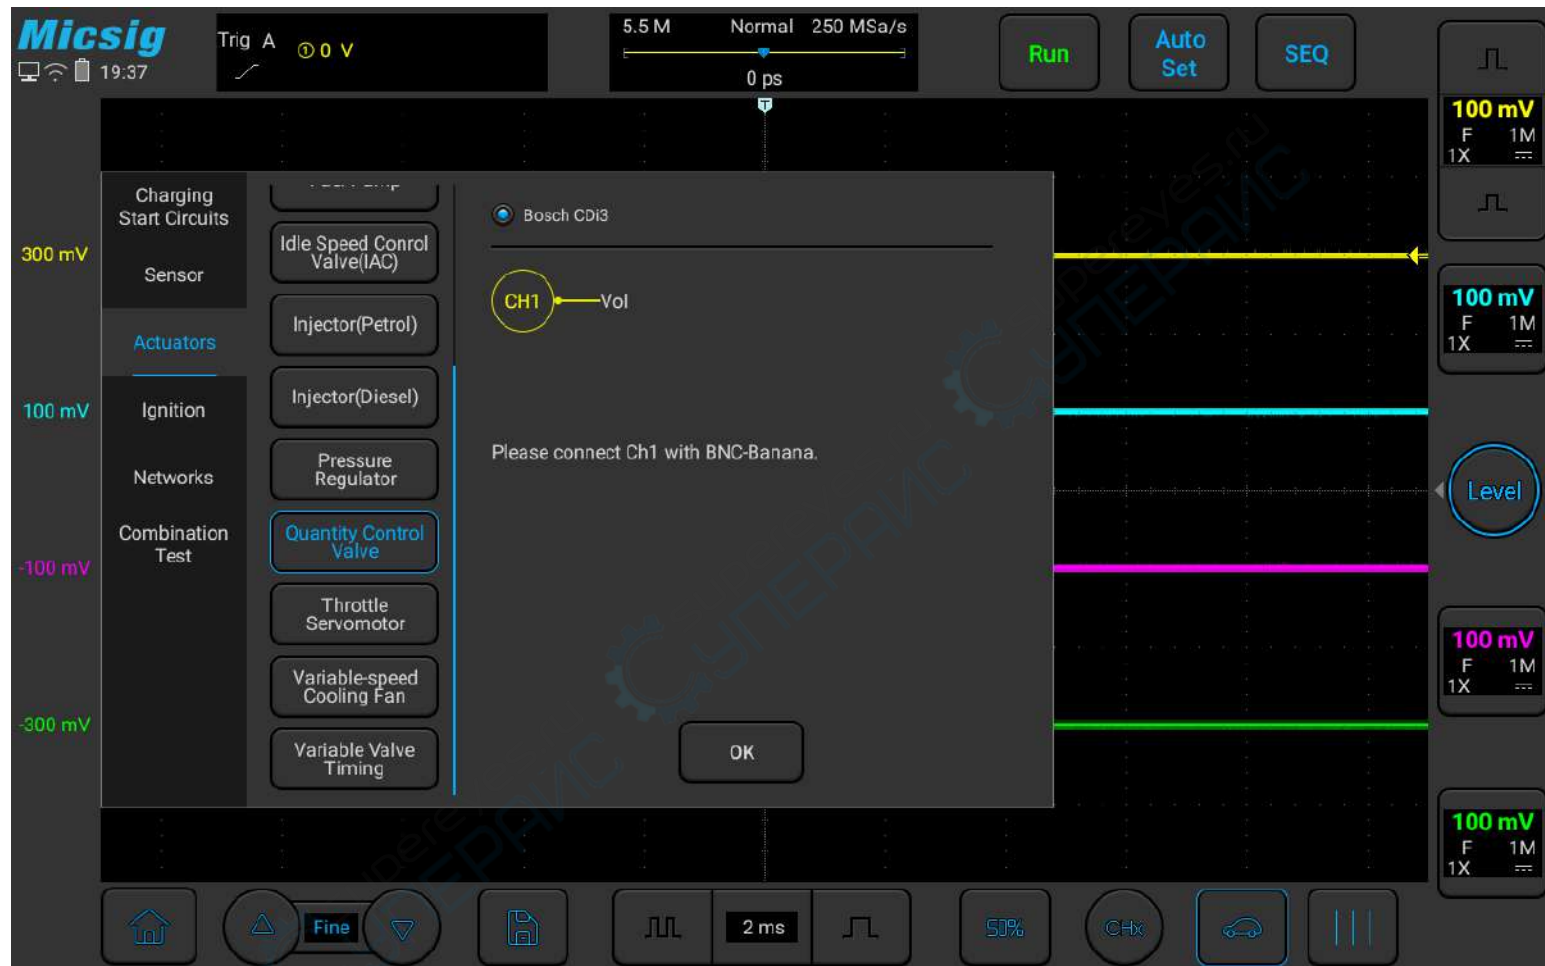 Micsig
19:37
Trig A ① 0 V
5.5 M Normal 250 MSa/s
0 ps
T
Run
Auto
Set
SEQ
100 mV
F 1M
1X
300 mV
100 mV
-100 mV
-300 mV
Charging
Start Circuits
Sensor
Actuators
Ignition
Networks
Combination
Test
Idle Speed Conrol
Valve(IAC)
Injector(Petrol)
Injector(Diesel)
Pressure
Regulator
Quantity Control
Valve
Throttle
Servomotor
Variable-speed
Cooling Fan
Variable Valve
Timing
Bosch CDi3
CH1 Vol
Please connect Ch1 with BNC-Banana.
OK
100 mV
F 1M
1X
Level
100 mV
F 1M
1X
100 mV
F 1M
1X
Fine
2 ms
50%
CHx
supereyes.ru
СУПЕРАЙС